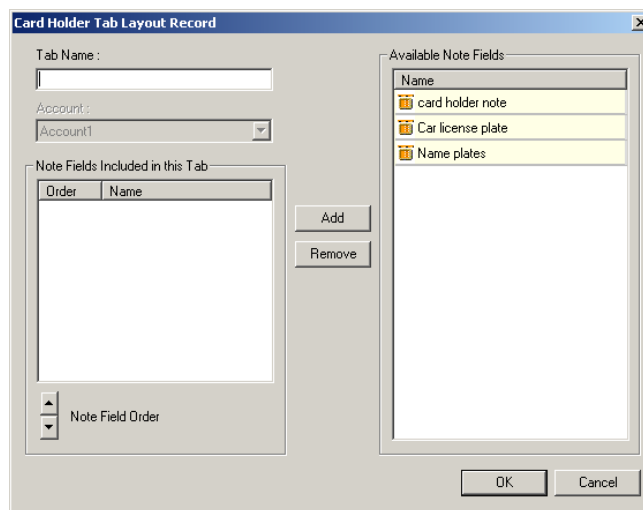 Card Holder Tab Layout Record
Tab Name :
Account :
Account1
Note Fields Included in this Tab
Order Name
Note Field Order
Add
Remove
Available Note Fields
Name
card holder note
Car license plate
Name plates
OK Cancel